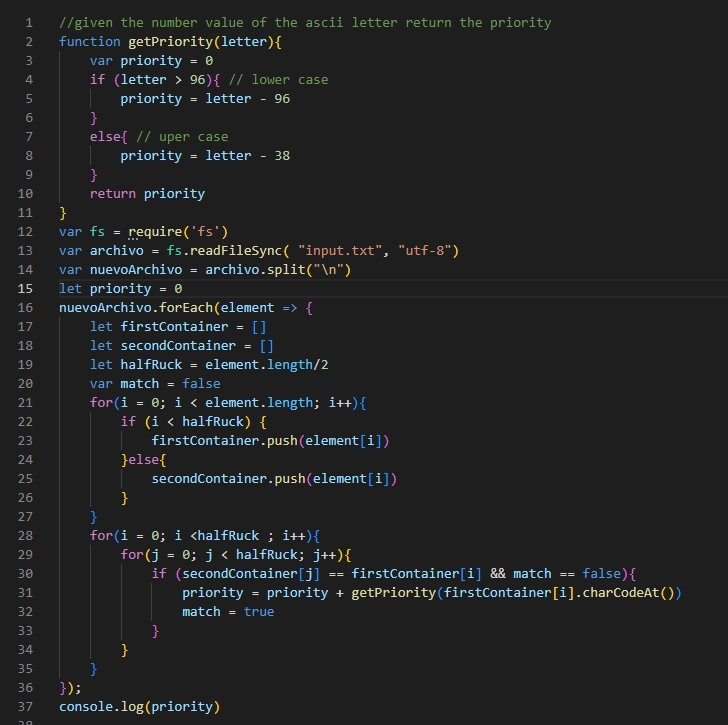 1 //given the number value of the ascii letter return the priority
2 function getPriority(letter){
3 var priority = 0
4 if (letter > 96){ // lower case
5 priority = letter - 96
6 }
7 else{ // uper case
8 priority = letter - 38
9 }
10 return priority
11 }
12 var fs = require('fs')
13 var archivo = fs.readFileSync( "input.txt", "utf-8")
14 var nuevoArchivo = archivo.split("\n")
15 let priority = 0
16 nuevoArchivo.forEach(element => {
17 let firstContainer = []
18 let secondContainer = []
19 let halfRuck = element.length/2
20 var match = false
21 for(i = 0; i < element.length; i++){
22 if (i < halfRuck) {
23 firstContainer.push(element[i])
24 }else{
25 secondContainer.push(element[i])
26 }
27 }
28 for(i = 0; i <halfRuck ; i++){
29 for(j = 0; j < halfRuck; j++){
30 if (secondContainer[j] == firstContainer[i] && match == false){
31 priority = priority + getPriority(firstContainer[i].charCodeAt())
32 match = true
33 }
34 }
35 }
36 });
37 console.log(priority)
38